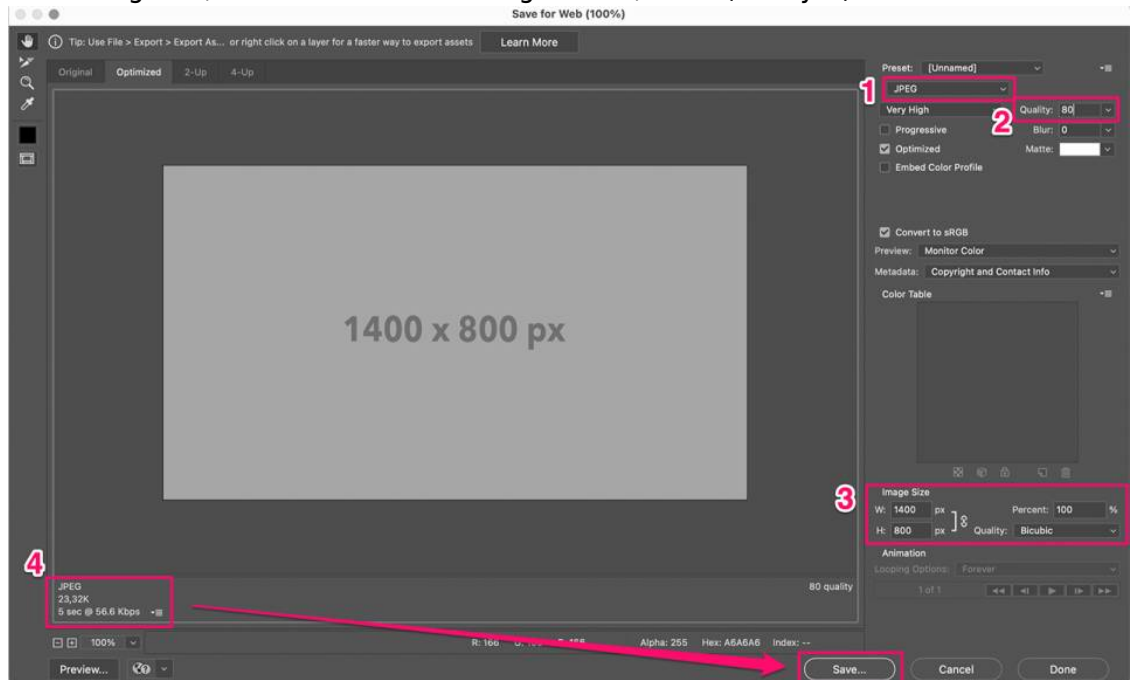 Save for Web (100%)
Tip: Use File > Export > Export As... or right click on a layer for a faster way to export assets Learn More
Original Optimized 2-Up 4-Up
Preset: [Unnamed]
1
JPEG
Very High Quality: 80
2
Progressive Blur: 0
Optimized Matte:
Embed Color Profile
Convert to sRGB
Preview: Monitor Color
Metadata: Copyright and Contact Info
Color Table
1400 x 800 px
3
Image Size
W: 1400 px Percent: 100 %
H: 800 px Quality: Bicubic
Animation
Looping Options: Forever
1 of 1
4
JPEG 80 quality
23,32K
5 sec @ 56.6 Kbps
100% R: 166 Alpha: 255 Hex: A6A6A6 Index: --
Preview... Save... Cancel Done